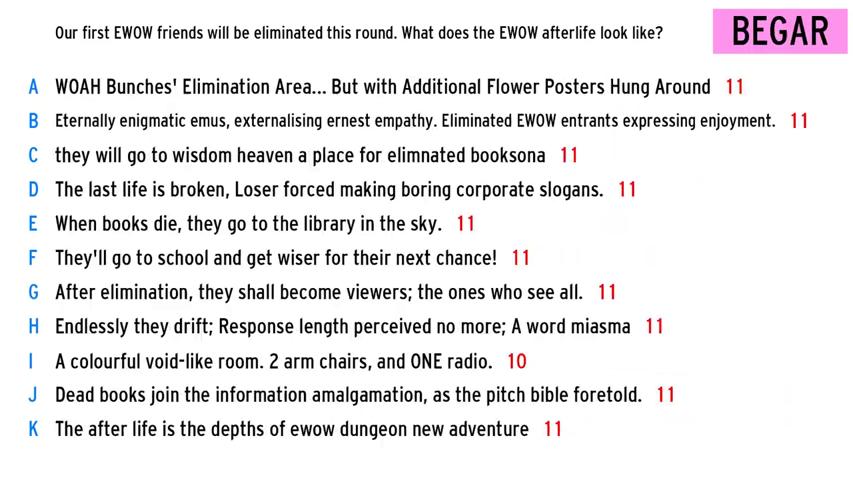 Our first EWOW friends will be eliminated this round. What does the EWOW afterlife look like?
BEGAR
A WOAH Bunches' Elimination Area... But with Additional Flower Posters Hung Around 11
B Eternally enigmatic emus, externalising ernest empathy. Eliminated EWOW entrants expressing enjoyment. 11
C they will go to wisdom heaven a place for elimnated booksona 11
D The last life is broken, Loser forced making boring corporate slogans. 11
E When books die, they go to the library in the sky. 11
F They'll go to school and get wiser for their next chance! 11
G After elimination, they shall become viewers; the ones who see all. 11
H Endlessly they drift; Response length perceived no more; A word miasma 11
I A colourful void-like room. 2 arm chairs, and ONE radio. 10
J Dead books join the information amalgamation, as the pitch bible foretold. 11
K The after life is the depths of ewow dungeon new adventure 11